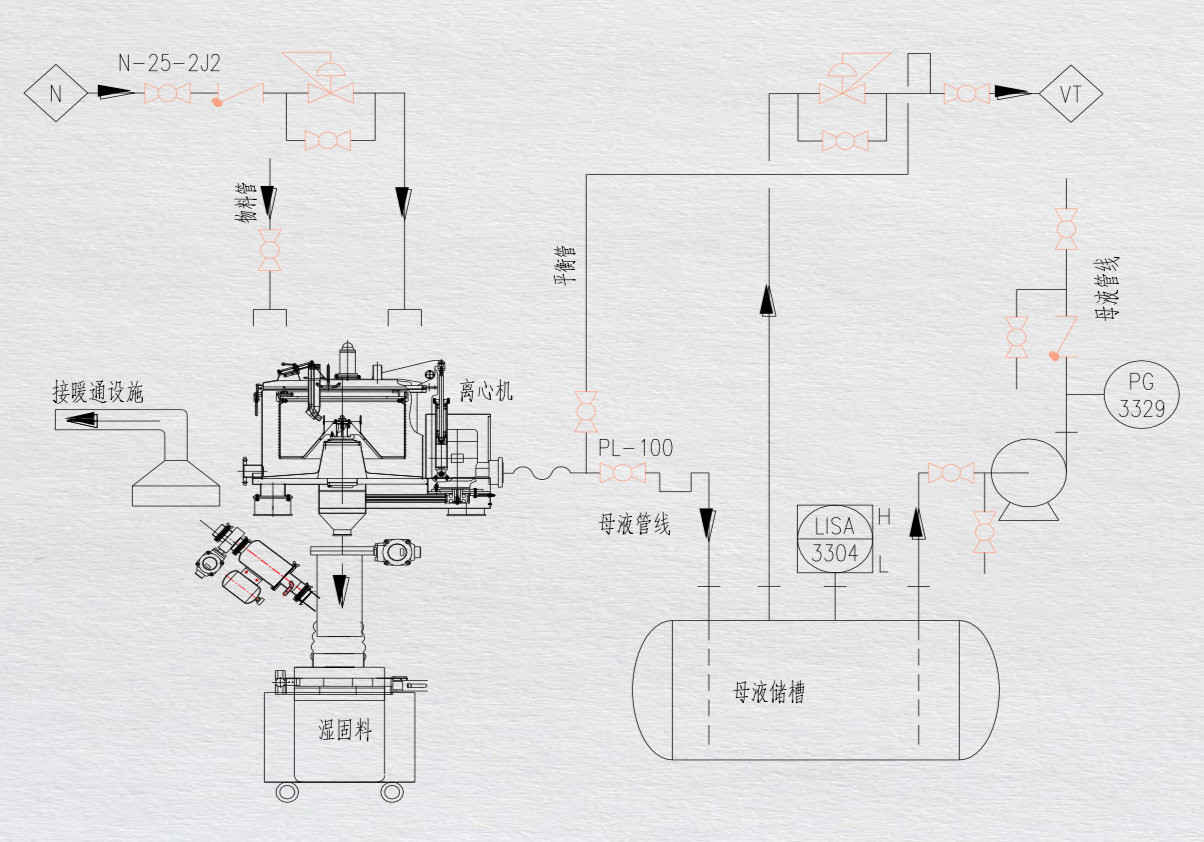 N-25-2J2
N
VT
物料管
平衡管
母液管线
接暖通设施
离心机
PG
3329
PL-100
母液管线
LISA
3304
H
L
母液储槽
湿固料